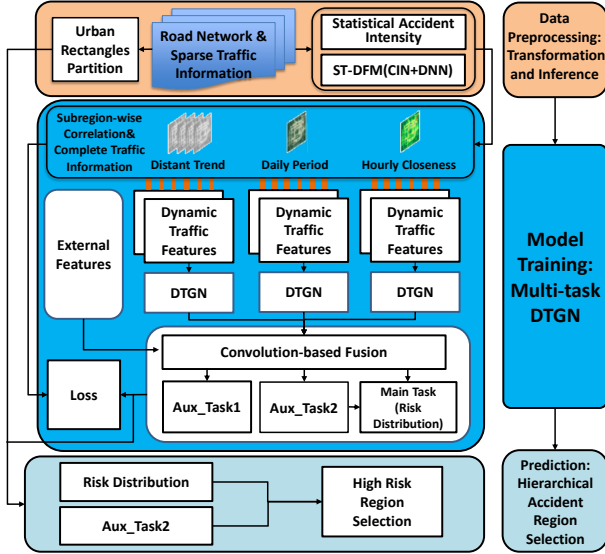 Urban
Rectangles
Partition
Road Network &
Sparse Traffic
Information
Statistical Accident
Intensity
ST-DFM(CIN+DNN)
Data
Preprocessing:
Transformation
and Inference
Subregion-wise
Correlation&
Complete Traffic
Information
Distant Trend
Daily Period
Hourly Closeness
External
Features
Dynamic
Traffic
Features
Dynamic
Traffic
Features
Dynamic
Traffic
Features
DTGN
DTGN
DTGN
Convolution-based Fusion
Loss
Aux_Task1
Aux_Task2
Main Task
(Risk
Distribution)
Model
Training:
Multi-task
DTGN
Risk Distribution
Aux_Task2
High Risk
Region
Selection
Prediction:
Hierarchical
Accident
Region
Selection